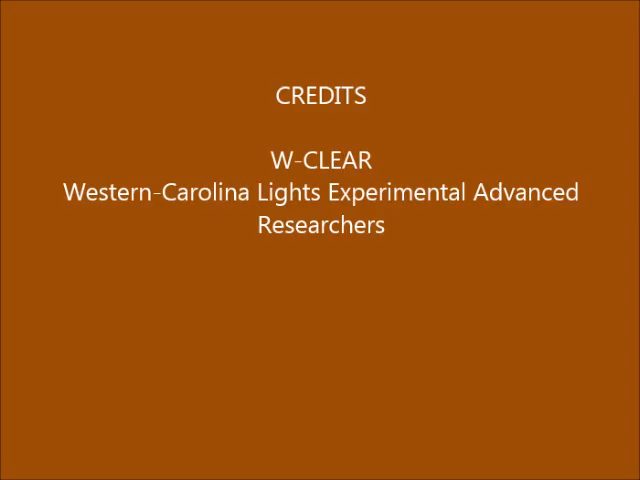 CREDITS
W-CLEAR
Western-Carolina Lights Experimental Advanced
Researchers